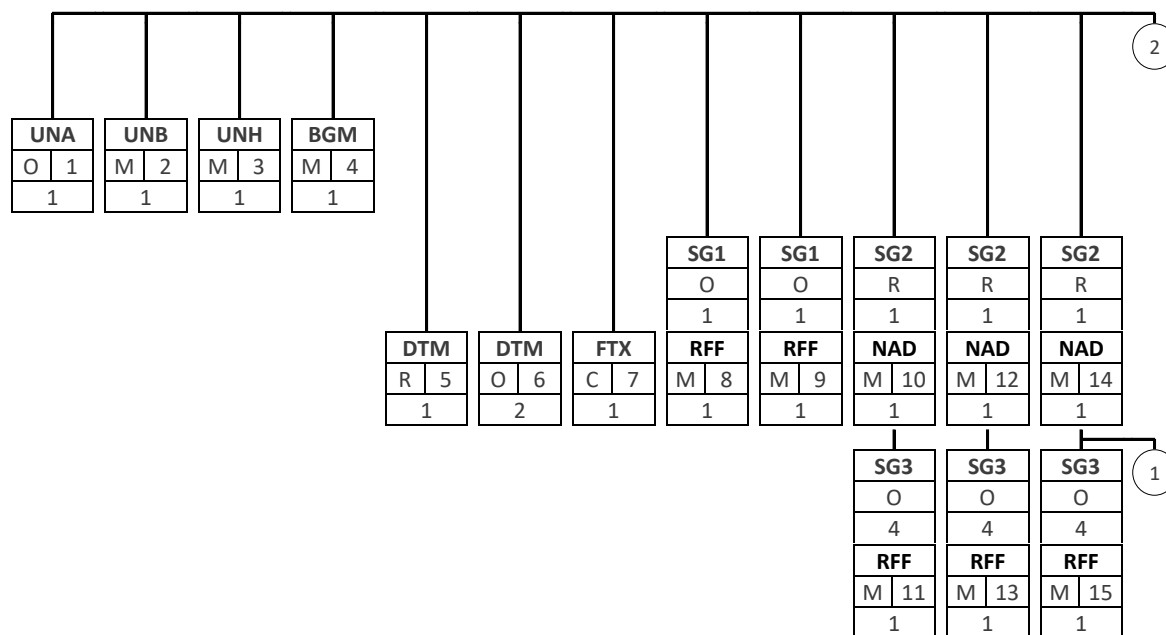 2
UNA UNB UNH BGM
O 1 M 2 M 3 M 4
1 1 1 1
SG1 SG1 SG2 SG2 SG2
O O R R R
1 1 1 1 1
DTM DTM FTX RFF RFF NAD NAD NAD
R 5 O 6 C 7 M 8 M 9 M 10 M 12 M 14
1 2 1 1 1 1 1 1
SG3 SG3 SG3 1
O O O
4 4 4
RFF RFF RFF
M 11 M 13 M 15
1 1 1